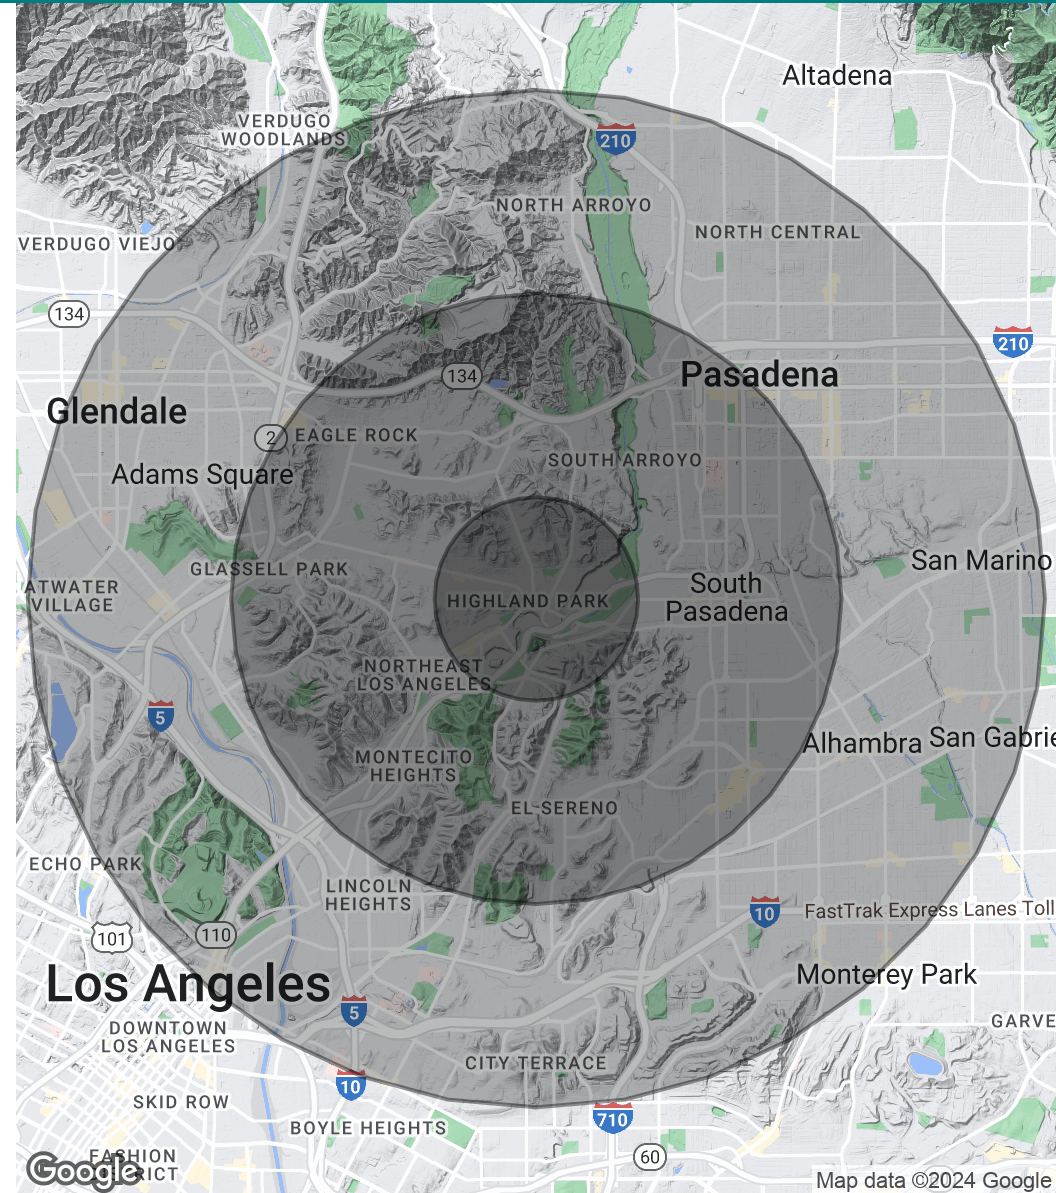 Altadena
VERDUGO
WOODLANDS
210
NORTH ARROYO
NORTH CENTRAL
VERDUGO VIEJO
134
210
134
Pasadena
Glendale
2
EAGLE ROCK
SOUTH ARROYO
Adams Square
San Marino
GLASSELL PARK
ATWATER
VILLAGE
South
Pasadena
HIGHLAND PARK
NORTHEAST
LOS ANGELES
5
Alhambra
San Gabrie
MONTECITO
HEIGHTS
EL SERENO
ECHO PARK
LINCOLN
HEIGHTS
10
FastTrak Express Lanes Toll
101
110
Monterey Park
Los Angeles
5
GARVE
DOWNTOWN
LOS ANGELES
CITY TERRACE
10
SKID ROW
710
BOYLE HEIGHTS
60
FASHION
RICT
Google
Map data ©2024 Google